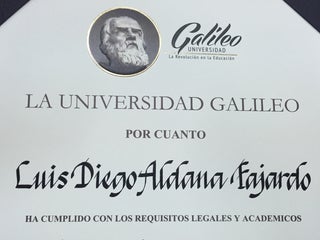 Galileo
UNIVERSIDAD
La Revolución en la Educación
LA UNIVERSIDAD GALILEO
POR CUANTO
Luis Diego Aldana Fajardo
HA CUMPLIDO CON LOS REQUISITOS LEGALES Y ACADEMICOS